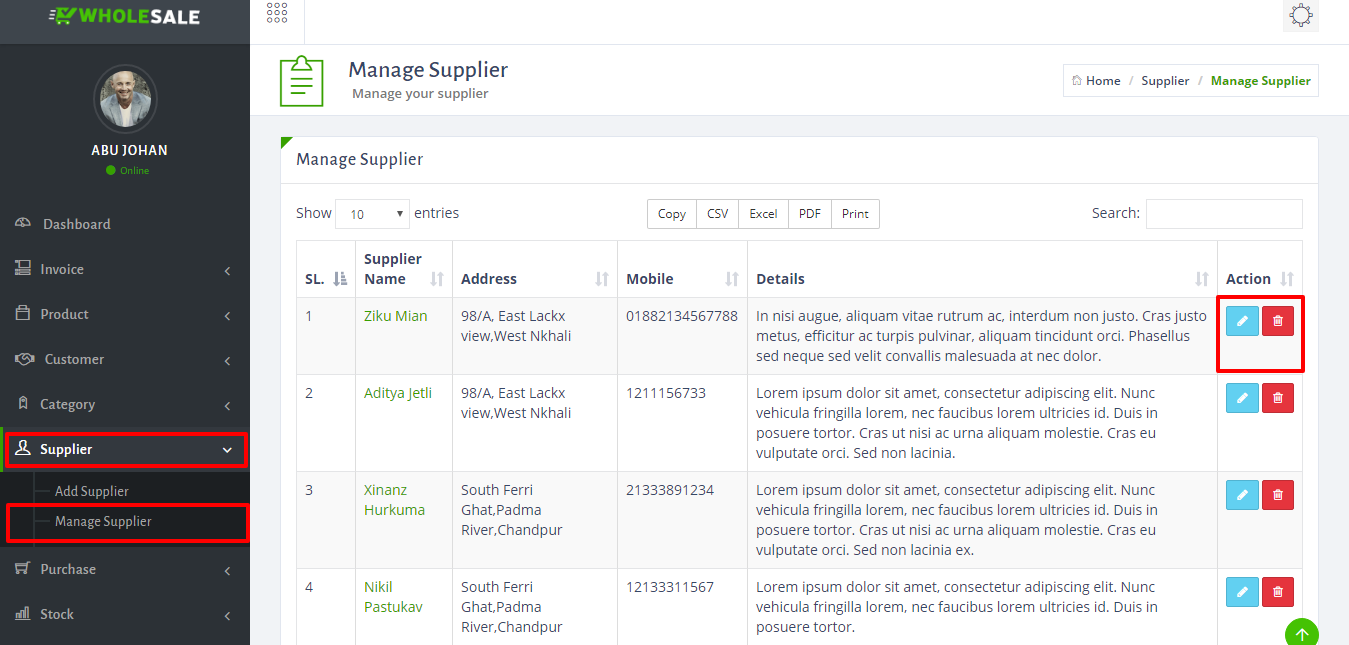 WHOLESALE
ABU JOHAN
Online
Dashboard
Invoice
Product
Customer
Category
Supplier
Add Supplier
Manage Supplier
Purchase
Stock
Manage Supplier
Manage your supplier
Home / Supplier / Manage Supplier
Manage Supplier
Show 10 entries
Copy CSV Excel PDF Print
Search:
SL. Supplier Name Address Mobile Details Action
1
Ziku Mian
98/A, East Lackx
view,West Nkhali
01882134567788
In nisi augue, aliquam vitae rutrum ac, interdum non justo. Cras justo
metus, efficitur ac turpis pulvinar, aliquam tincidunt orci. Phasellus
sed neque sed velit convallis malesuada at nec dolor.
2
Aditya Jetli
98/A, East Lackx
view,West Nkhali
1211156733
Lorem ipsum dolor sit amet, consectetur adipiscing elit. Nunc
vehicula fringilla lorem, nec faucibus lorem ultricies id. Duis in
posuere tortor. Cras ut nisi ac urna aliquam molestie. Cras eu
vulputate orci. Sed non lacinia.
3
Xinanz
Hurkuma
South Ferri
Ghat,Padma
River,Chandpur
21333891234
Lorem ipsum dolor sit amet, consectetur adipiscing elit. Nunc
vehicula fringilla lorem, nec faucibus lorem ultricies id. Duis in
posuere tortor. Cras ut nisi ac urna aliquam molestie. Cras eu
vulputate orci. Sed non lacinia ex.
4
Nikil
Pastukav
South Ferri
Ghat,Padma
River,Chandpur
12133311567
Lorem ipsum dolor sit amet, consectetur adipiscing elit. Nunc
vehicula fringilla lorem, nec faucibus lorem ultricies id. Duis in
posuere tortor.